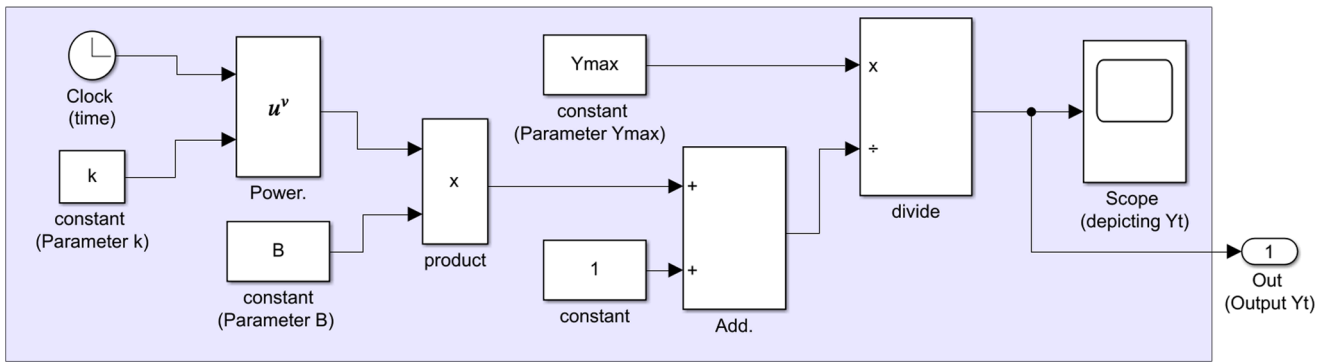 Clock
(time)
k
constant
(Parameter k)
uᵛ
Power.
B
constant
(Parameter B)
x
product
Ymax
constant
(Parameter Ymax)
1
constant
+
+
Add.
x
÷
divide
Scope
(depicting Yt)
1
Out
(Output Yt)